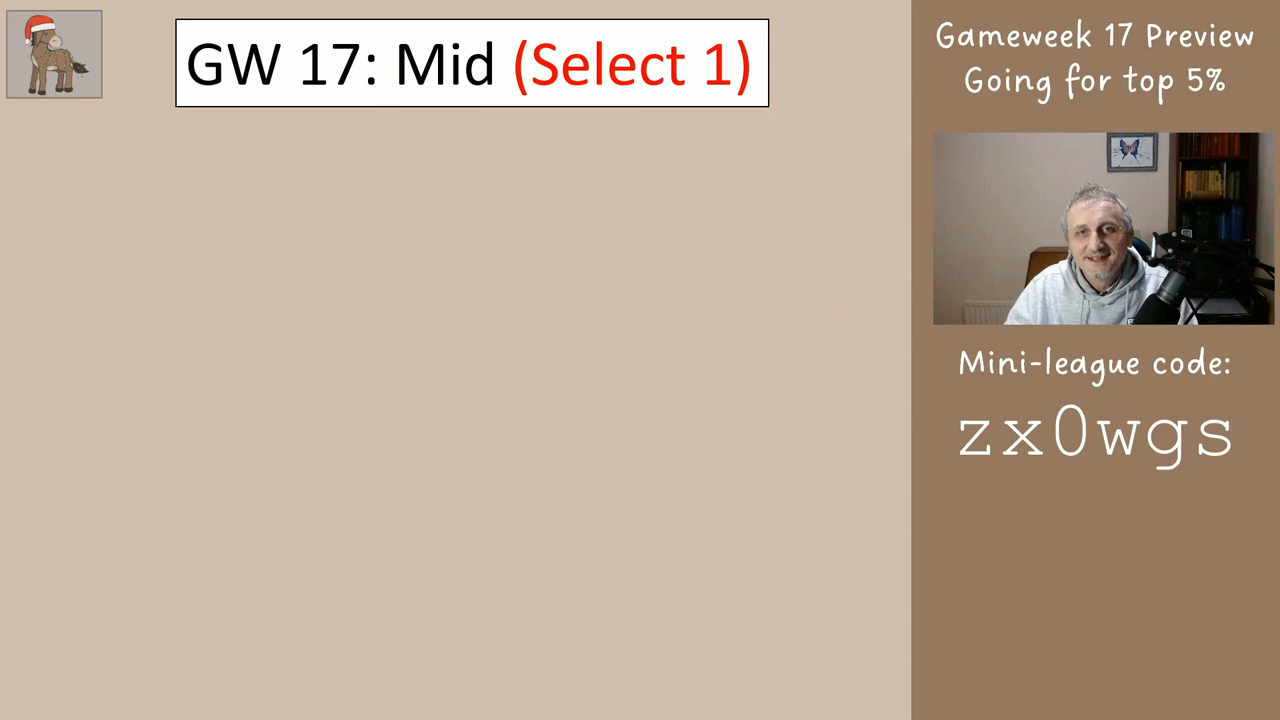 GW 17: Mid (Select 1)
Gameweek 17 Preview
Going for top 5%
Mini-league code:
zx0wgs